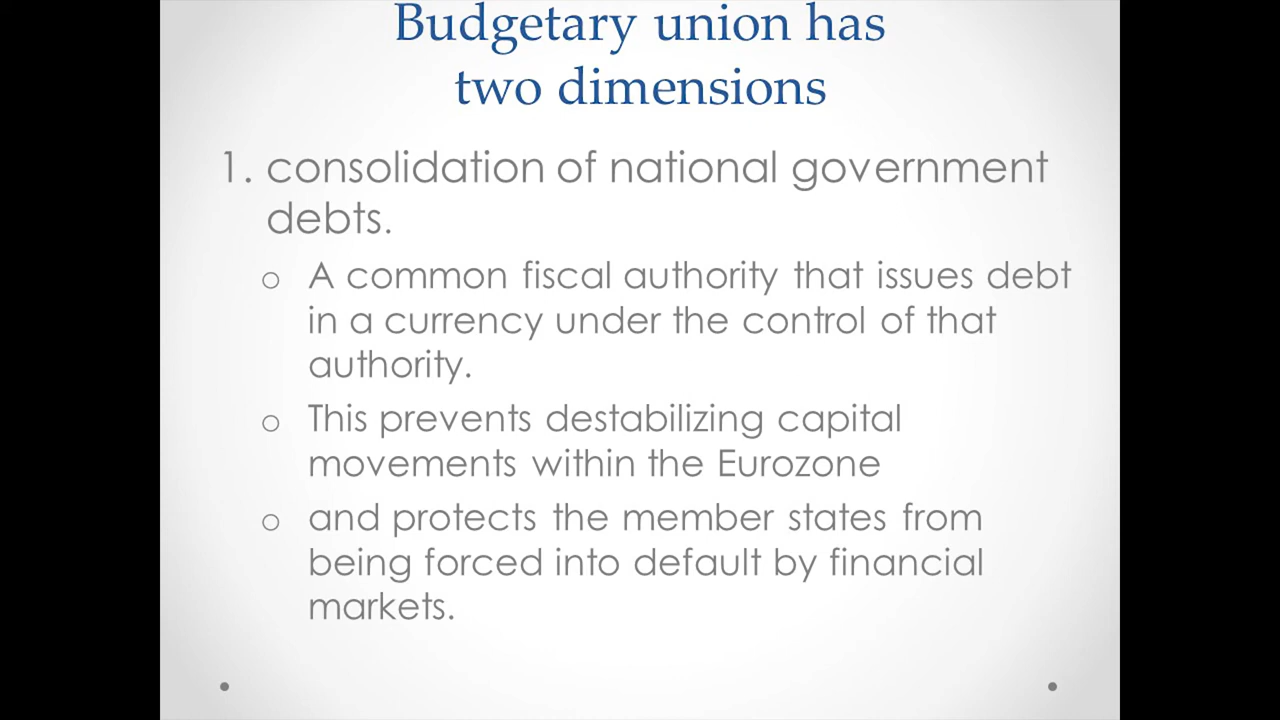 Budgetary union has
two dimensions
1. consolidation of national government
debts.
o A common fiscal authority that issues debt
in a currency under the control of that
authority.
o This prevents destabilizing capital
movements within the Eurozone
o and protects the member states from
being forced into default by financial
markets.